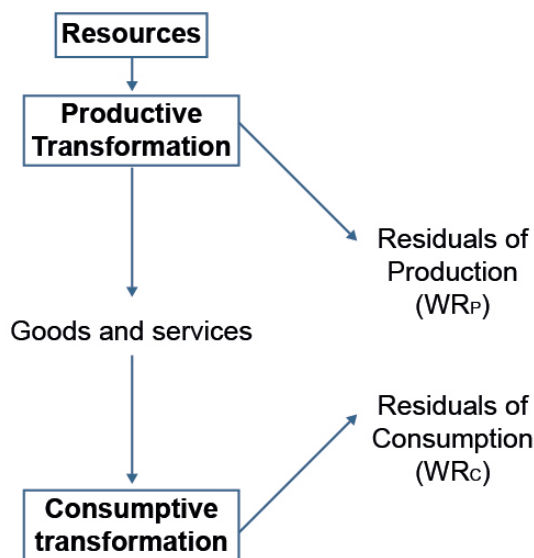 Resources
Productive
Transformation
Residuals of
Production
(WRP)
Goods and services
Residuals of
Consumption
(WRC)
Consumptive
transformation